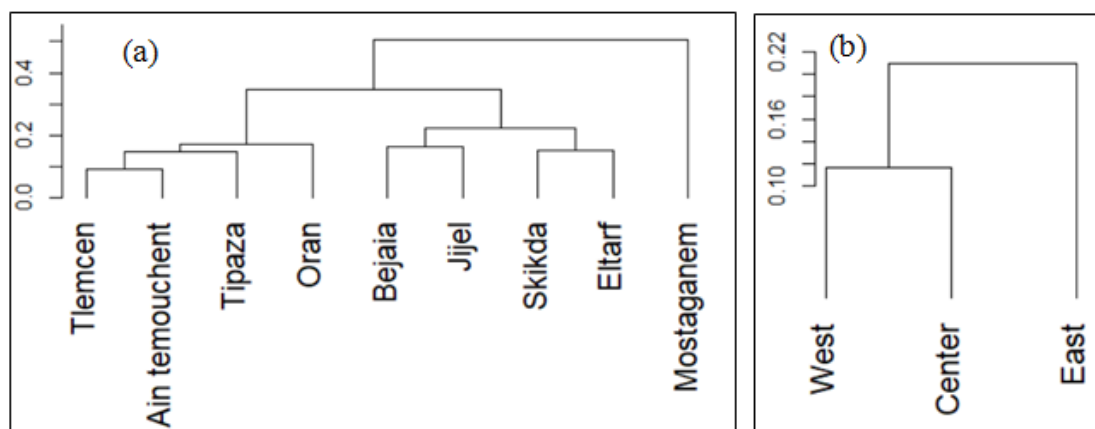 (a)
0.4
0.2
0.0
Tlemcen
Ain temouchent
Tipaza
Oran
Bejaia
Jijel
Skikda
Eltarf
Mostaganem
(b)
0.22
0.16
0.10
West
Center
East